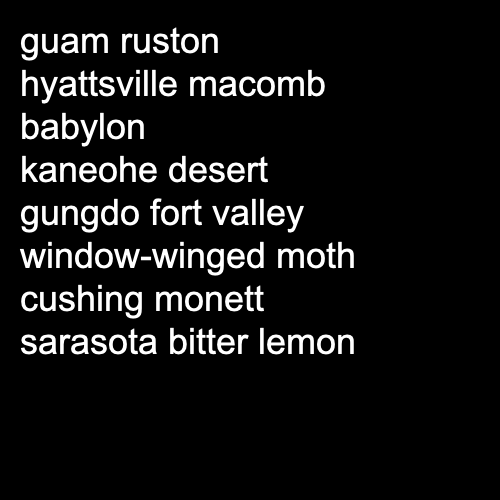 guam ruston
hyattsville macomb
babylon
kaneohe desert
gungdo fort valley
window-winged moth
cushing monett
sarasota bitter lemon